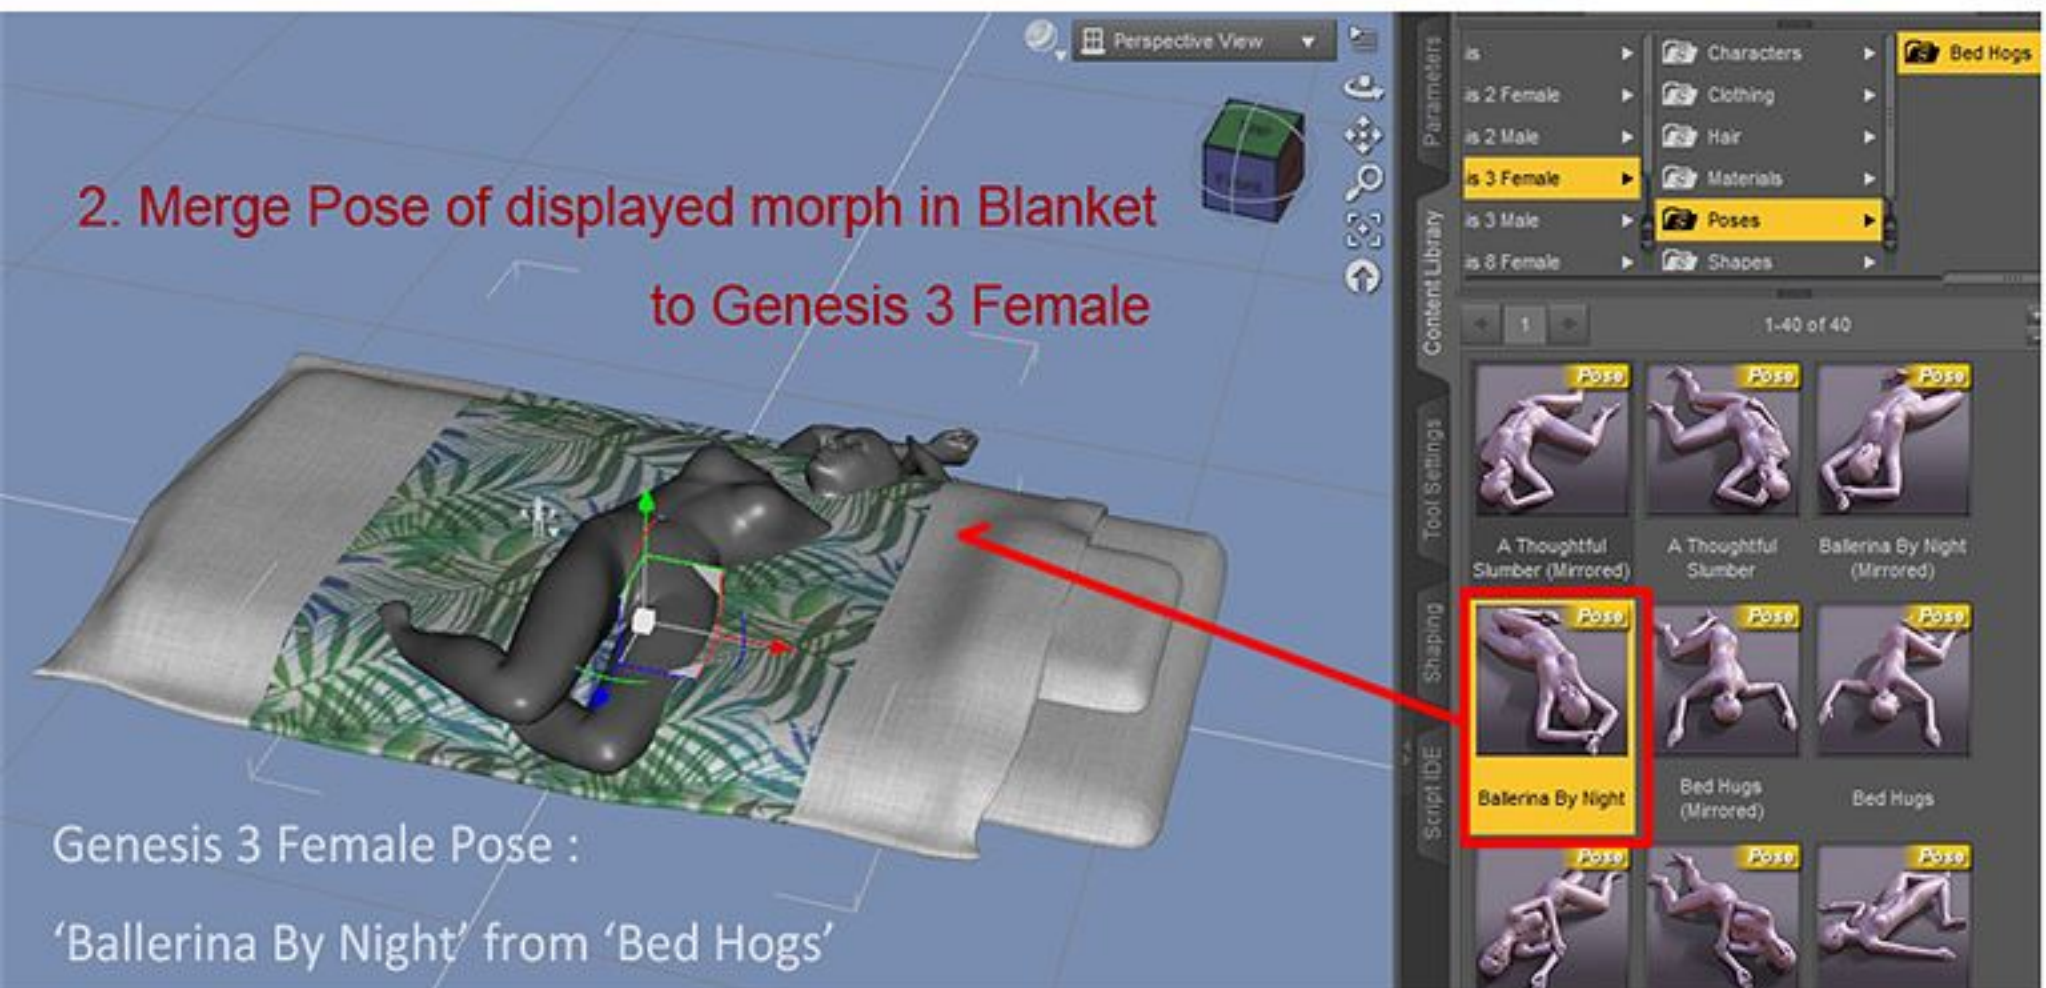 Perspective View
2. Merge Pose of displayed morph in Blanket
to Genesis 3 Female
Genesis 3 Female Pose :
‘Ballerina By Night’ from ‘Bed Hogs’
Parameters
Content Library
Tool Settings
Shaping
Script IDE
is
is 2 Female
is 2 Male
is 3 Female
is 3 Male
is 8 Female
Characters
Clothing
Hair
Materials
Poses
Shapes
Bed Hogs
1
1-40 of 40
Pose
Pose
Pose
A Thoughtful
Slumber (Mirrored)
A Thoughtful
Slumber
Ballerina By Night
(Mirrored)
Pose
Pose
Pose
Ballerina By Night
Bed Hugs
(Mirrored)
Bed Hugs
Pose
Pose
Pose